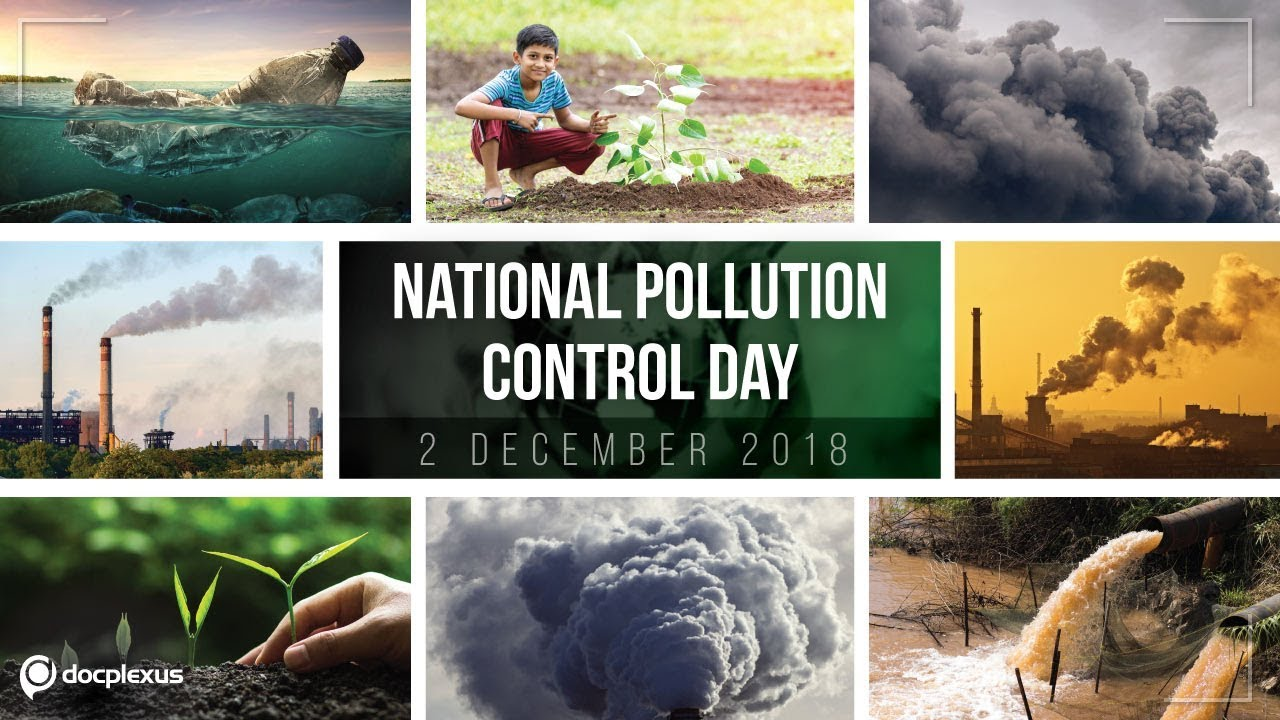 NATIONAL POLLUTION
CONTROL DAY
2 DECEMBER 2018
docplexus